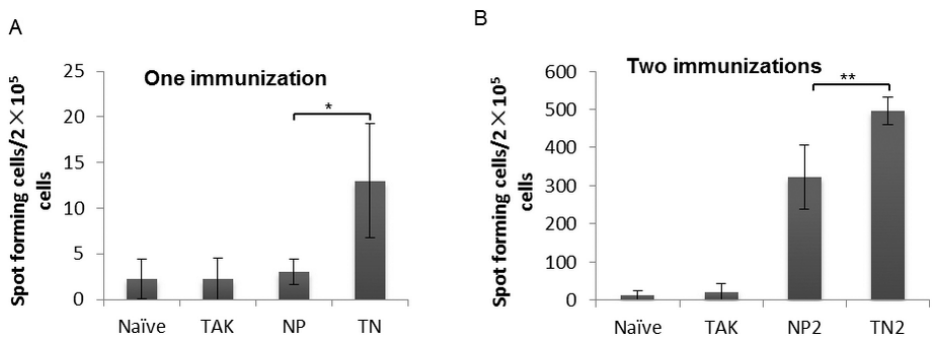 A
One immunization
Spot forming cells/2×10⁵
cells
25
20
15
10
5
0
*
Naïve TAK NP TN
B
Two immunizations
Spot forming cells/2×10⁵
cells
600
500
400
300
200
100
0
**
Naïve TAK NP2 TN2